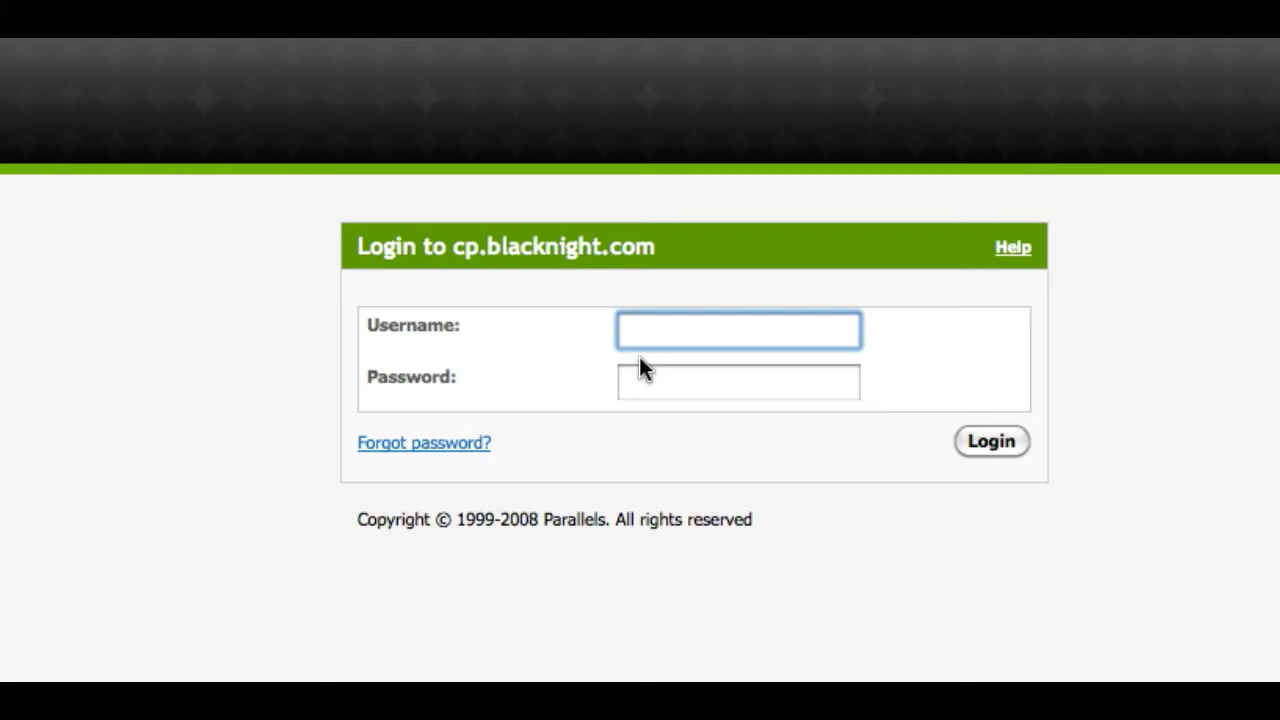 Login to cp.blacknight.com Help
Username:
Password:
Forgot password? Login
Copyright © 1999-2008 Parallels. All rights reserved